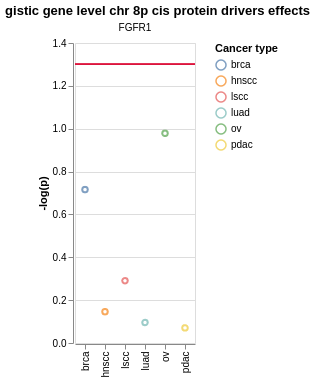 gistic gene level chr 8p cis protein drivers effects
FGFR1
1.4
1.2
1.0
0.8
0.6
0.4
0.2
0.0
-log(p)
brca
hnscc
lscc
luad
ov
pdac
Cancer type
brca
hnscc
lscc
luad
ov
pdac